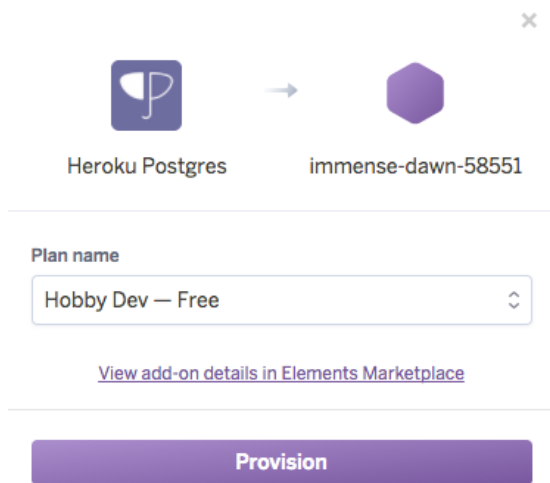 Heroku Postgres
immense-dawn-58551
Plan name
Hobby Dev — Free
View add-on details in Elements Marketplace
Provision